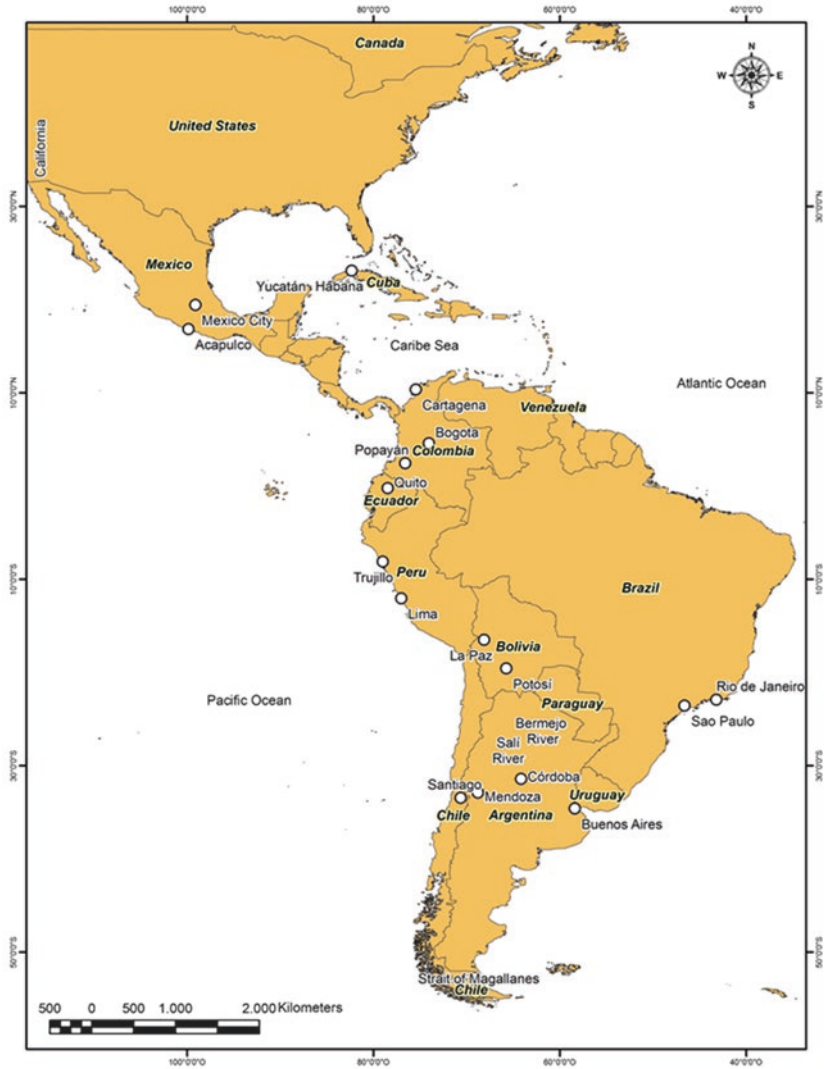 100°0'0"O 80°0'0"O 60°0'0"O 40°0'0"O
Canada
N
W E
S
United States
California
30°0'0"N 30°0'0"N
Mexico
Cuba
Yucatán Habana
Mexico City
Acapulco
Caribe Sea
Atlantic Ocean
10°0'0"N 10°0'0"N
Cartagena
Venezuela
Bogotá
Popayán
Colombia
Quito
Ecuador
10°0'0"S 10°0'0"S
Trujillo
Peru
Brazil
Lima
Bolivia
La Paz
Potosí
Rio de Janeiro
Pacific Ocean
Paraguay
Sao Paulo
Bermejo
River
Salí
River
30°0'0"S 30°0'0"S
Córdoba
Santiago
Mendoza
Uruguay
Chile
Argentina
Buenos Aires
50°0'0"S 50°0'0"S
Strait of Magallanes
Chile
500 0 500 1.000 2.000 Kilometers
100°0'0"O 80°0'0"O 60°0'0"O 40°0'0"O